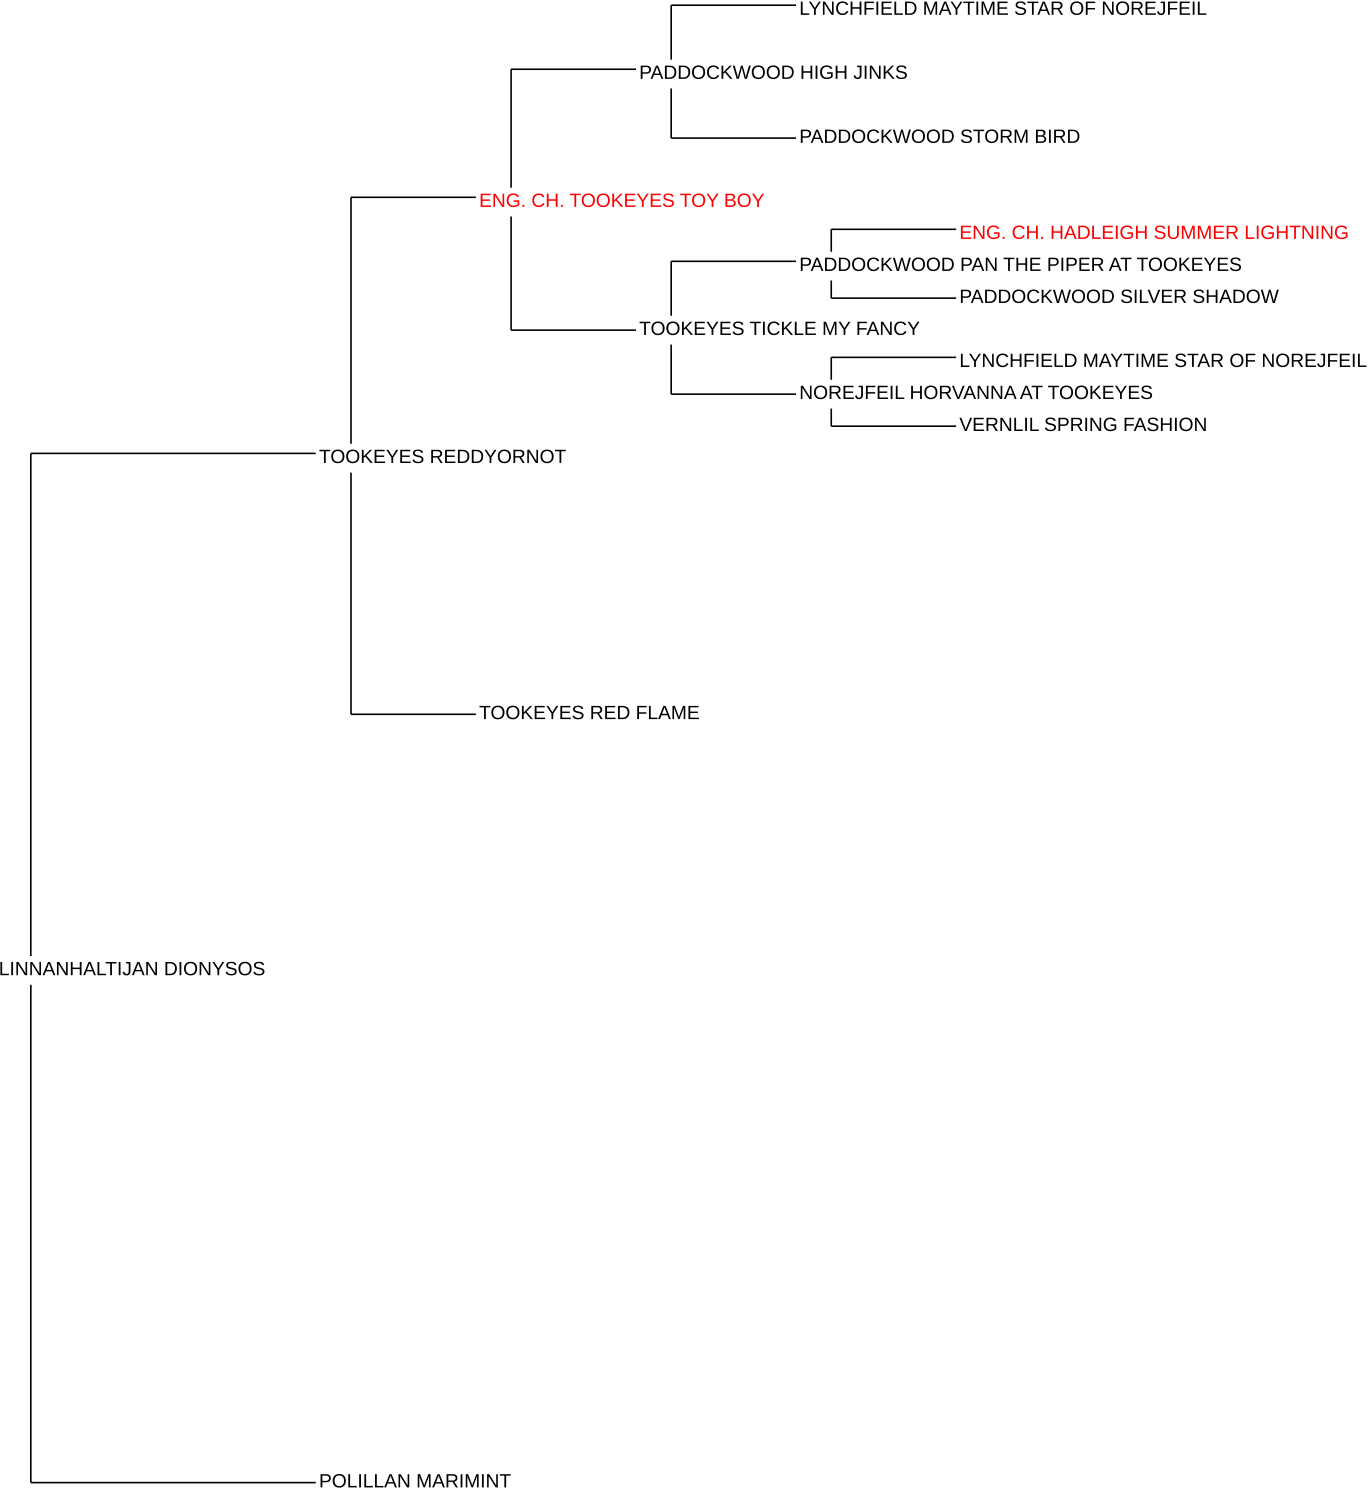 LYNCHFIELD MAYTIME STAR OF NOREJFEIL
PADDOCKWOOD HIGH JINKS
PADDOCKWOOD STORM BIRD
ENG. CH. TOOKEYES TOY BOY
ENG. CH. HADLEIGH SUMMER LIGHTNING
PADDOCKWOOD PAN THE PIPER AT TOOKEYES
PADDOCKWOOD SILVER SHADOW
TOOKEYES TICKLE MY FANCY
LYNCHFIELD MAYTIME STAR OF NOREJFEIL
NOREJFEIL HORVANNA AT TOOKEYES
VERNLIL SPRING FASHION
TOOKEYES REDDYORNOT
TOOKEYES RED FLAME
LINNANHALTIJAN DIONYSOS
POLILLAN MARIMINT